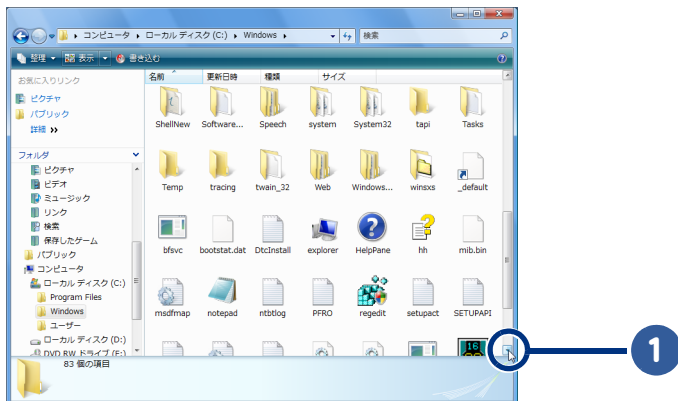 コンピュータ ローカル ディスク (C:) Windows 検索
整理 表示 書き込む
お気に入りリンク
ピクチャ
パブリック
詳細
フォルダ
ピクチャ
ビデオ
ミュージック
リンク
検索
保存したゲーム
パブリック
コンピュータ
ローカル ディスク (C:)
Program Files
Windows
ユーザー
ローカル ディスク (D:)
DVD RW ドライブ (E:)
名前 更新日時 種類 サイズ
ShellNew Software... Speech system System32 tapi Tasks
Temp tracing twain_32 Web Windows... winsxs _default
bfsvc bootstat.dat DtcInstall explorer HelpPane hh mib.bin
msdfmap notepad ntbtlog PFRO regedit setupact SETUPAPI
16
83 個の項目
1